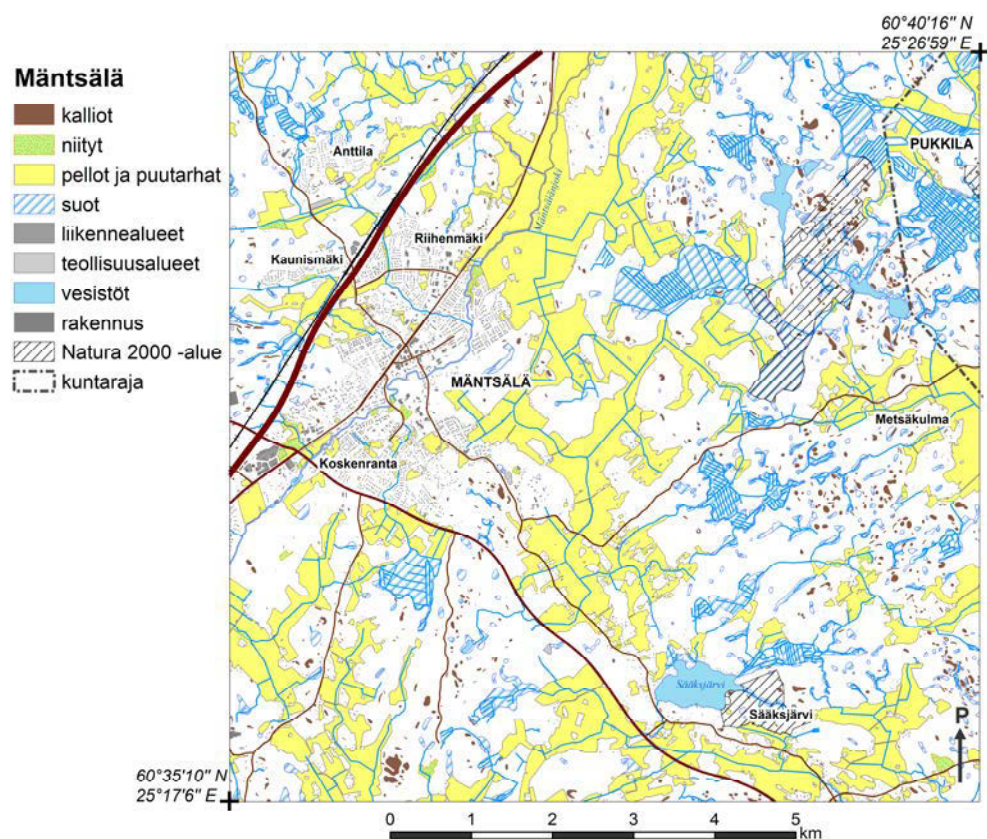 60°40'16'' N
25°26'59'' E
Mäntsälä
kalliot
niityt
pellot ja puutarhat
suot
liikennealueet
teollisuusalueet
vesistöt
rakennus
Natura 2000 -alue
kuntaraja
PUKKILA
Anttila
Mäntsälänjoki
Riihenmäki
Kaunismäki
MÄNTSÄLÄ
Metsäkulma
Koskenranta
Sääksjärvi
Sääksjärvi
P
60°35'10'' N
25°17'6'' E
0 1 2 3 4 5
km